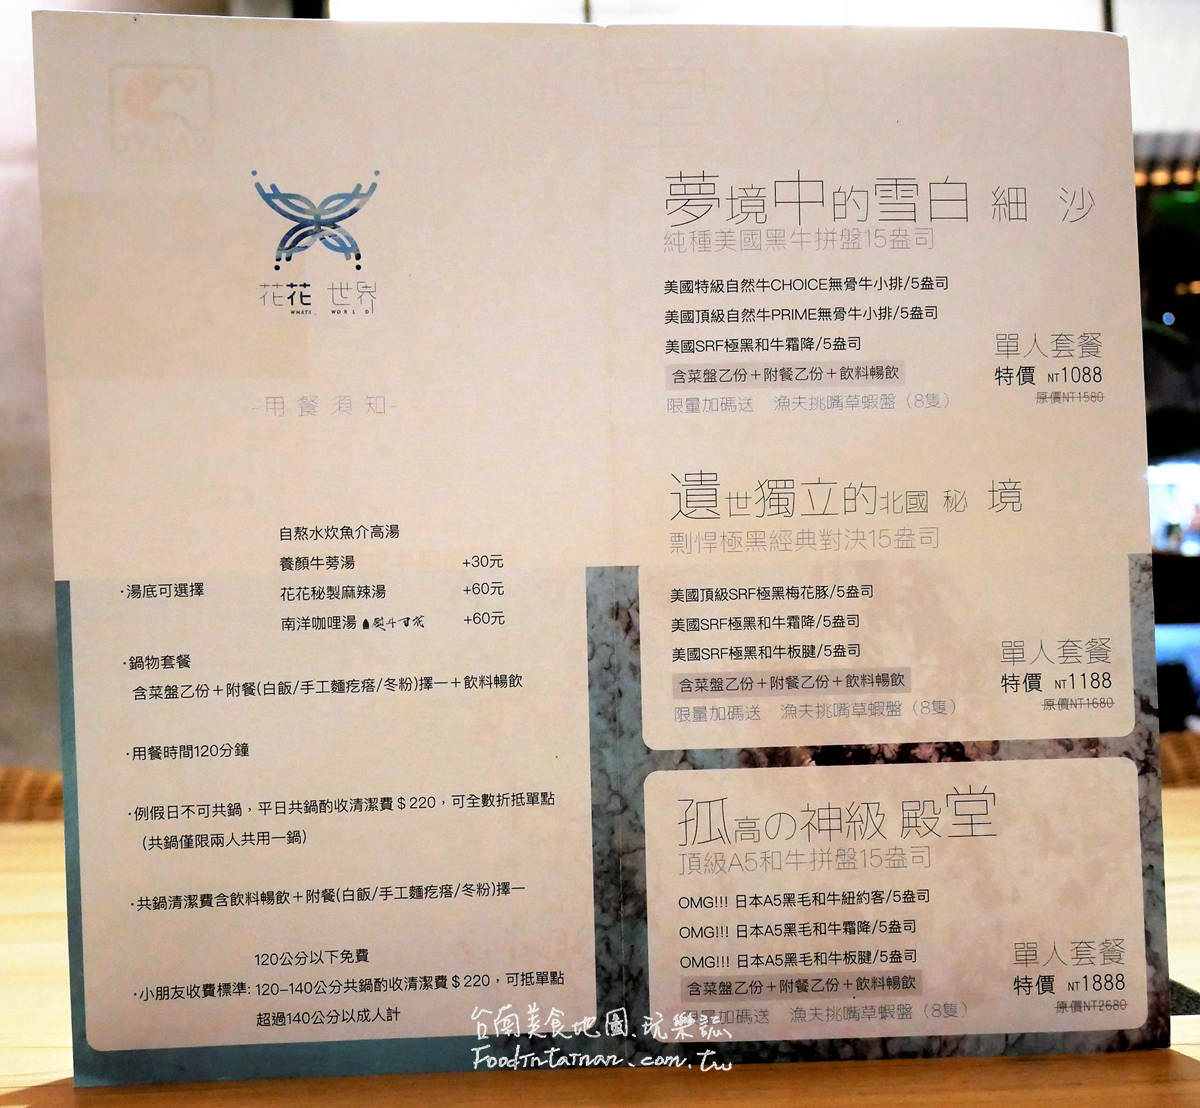 花花 世界
WHATS . WORLD
-用餐須知-
·湯底可選擇
自熬水炊魚介高湯
養顏牛蒡湯 +30元
花花秘製麻辣湯 +60元
南洋咖哩湯 +60元
·鍋物套餐
含菜盤乙份＋附餐(白飯/手工麵疙瘩/冬粉)擇一＋飲料暢飲
·用餐時間120分鐘
·例假日不可共鍋，平日共鍋酌收清潔費＄220，可全數折抵單點
（共鍋僅限兩人共用一鍋）
·共鍋清潔費含飲料暢飲＋附餐(白飯/手工麵疙瘩/冬粉)擇一
120公分以下免費
·小朋友收費標準: 120–140公分共鍋酌收清潔費＄220，可抵單點
超過140公分以成人計
夢境中的雪白細沙
純種美國黑牛拼盤15盎司
美國特級自然牛CHOICE無骨牛小排/5盎司
美國頂級自然牛PRIME無骨牛小排/5盎司
美國SRF極黑和牛霜降/5盎司
含菜盤乙份＋附餐乙份＋飲料暢飲
限量加碼送 漁夫挑嘴草蝦盤（8隻）
單人套餐
特價 NT1088
原價NT1580
遺世獨立的北國秘境
剽悍極黑經典對決15盎司
美國頂級SRF極黑梅花豚/5盎司
美國SRF極黑和牛霜降/5盎司
美國SRF極黑和牛板腱/5盎司
含菜盤乙份＋附餐乙份＋飲料暢飲
限量加碼送 漁夫挑嘴草蝦盤（8隻）
單人套餐
特價 NT1188
原價NT1680
孤高の神級殿堂
頂級A5和牛拼盤15盎司
OMG!!! 日本A5黑毛和牛紐約客/5盎司
OMG!!! 日本A5黑毛和牛霜降/5盎司
OMG!!! 日本A5黑毛和牛板腱/5盎司
含菜盤乙份＋附餐乙份＋飲料暢飲
限量加碼送 漁夫挑嘴草蝦盤（8隻）
單人套餐
特價 NT1888
原價NT2680
台南美食地圖.玩樂誌
FoodInTainan.com.tw